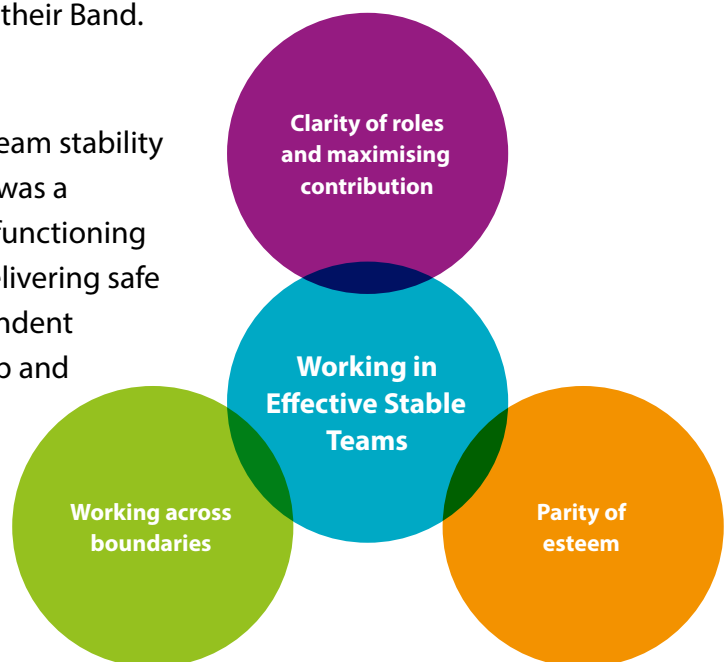 their Band.
eam stability
was a
functioning
elivering safe
ndent
and
Clarity of roles
and maximising
contribution
Working in
Effective Stable
Teams
Working across
boundaries
Parity of
esteem